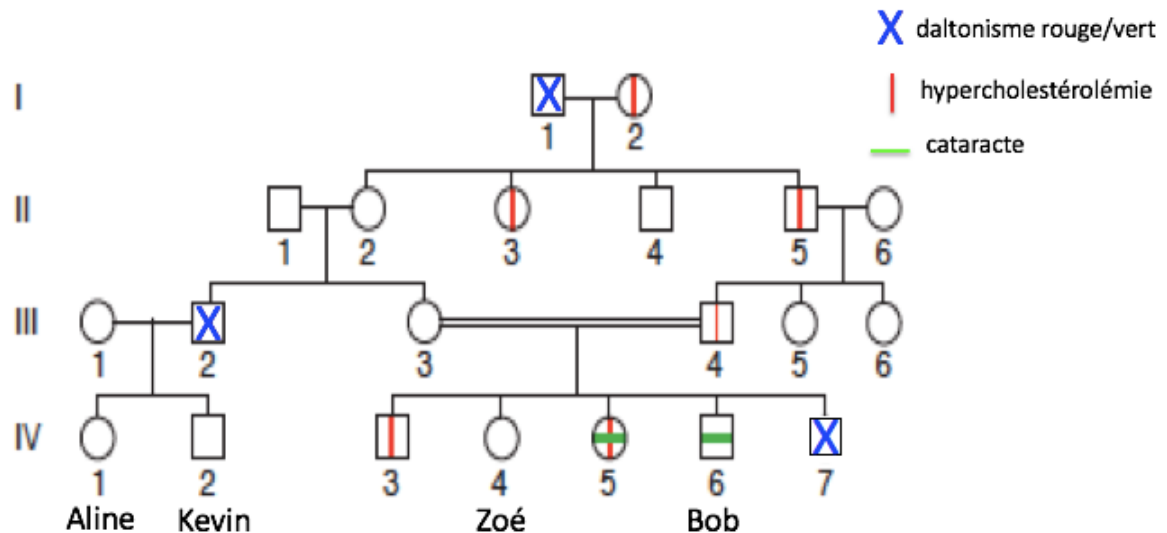 daltonisme rouge/vert
hypercholestérolémie
cataracte
I
1 2
II
1 2 3 4 5 6
III
1 2 3 4 5 6
IV
1 2 3 4 5 6 7
Aline Kevin Zoé Bob